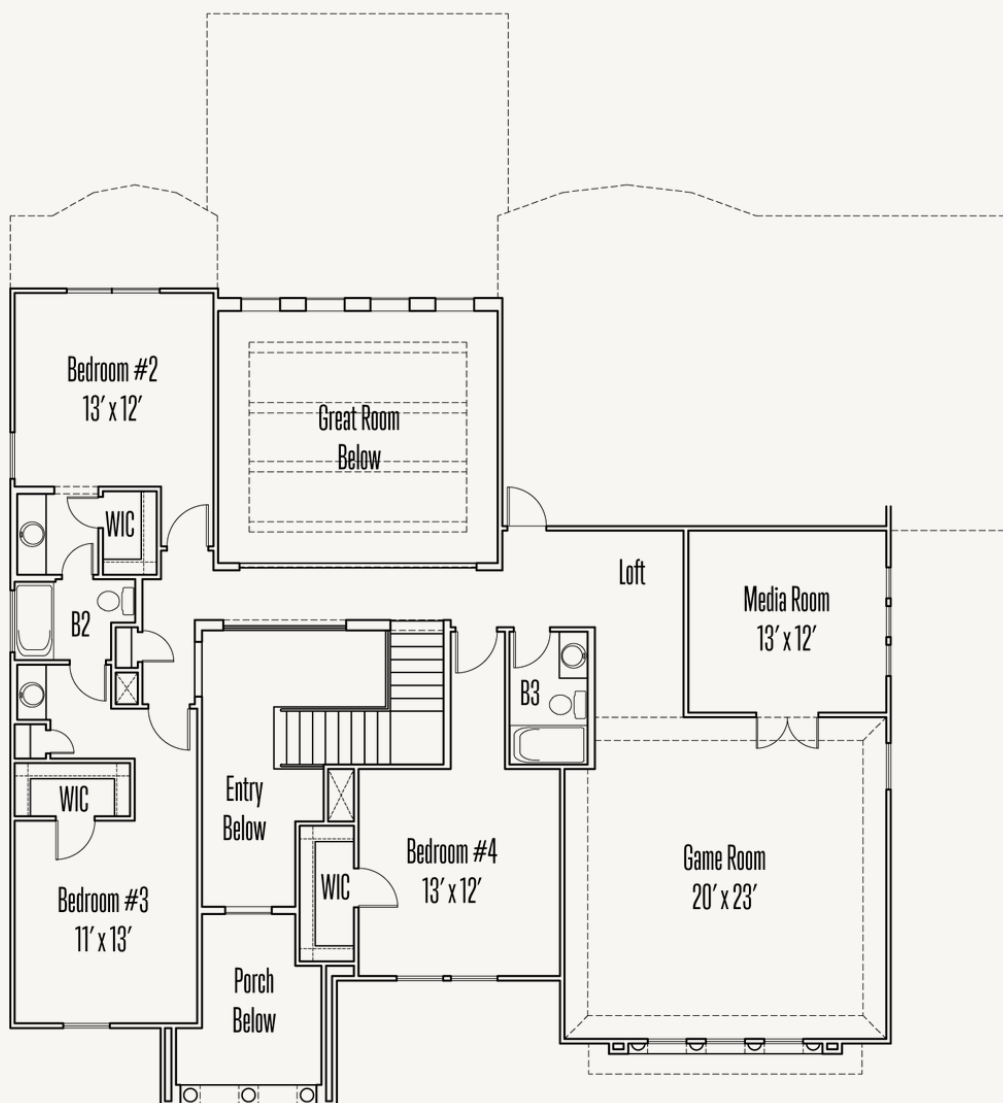 Bedroom #2
13' x 12'
Great Room
Below
WIC
Loft
Media Room
13' x 12'
B2
B3
WIC
Entry
Below
Bedroom #4
13' x 12'
Game Room
20' x 23'
WIC
Bedroom #3
11' x 13'
Porch
Below